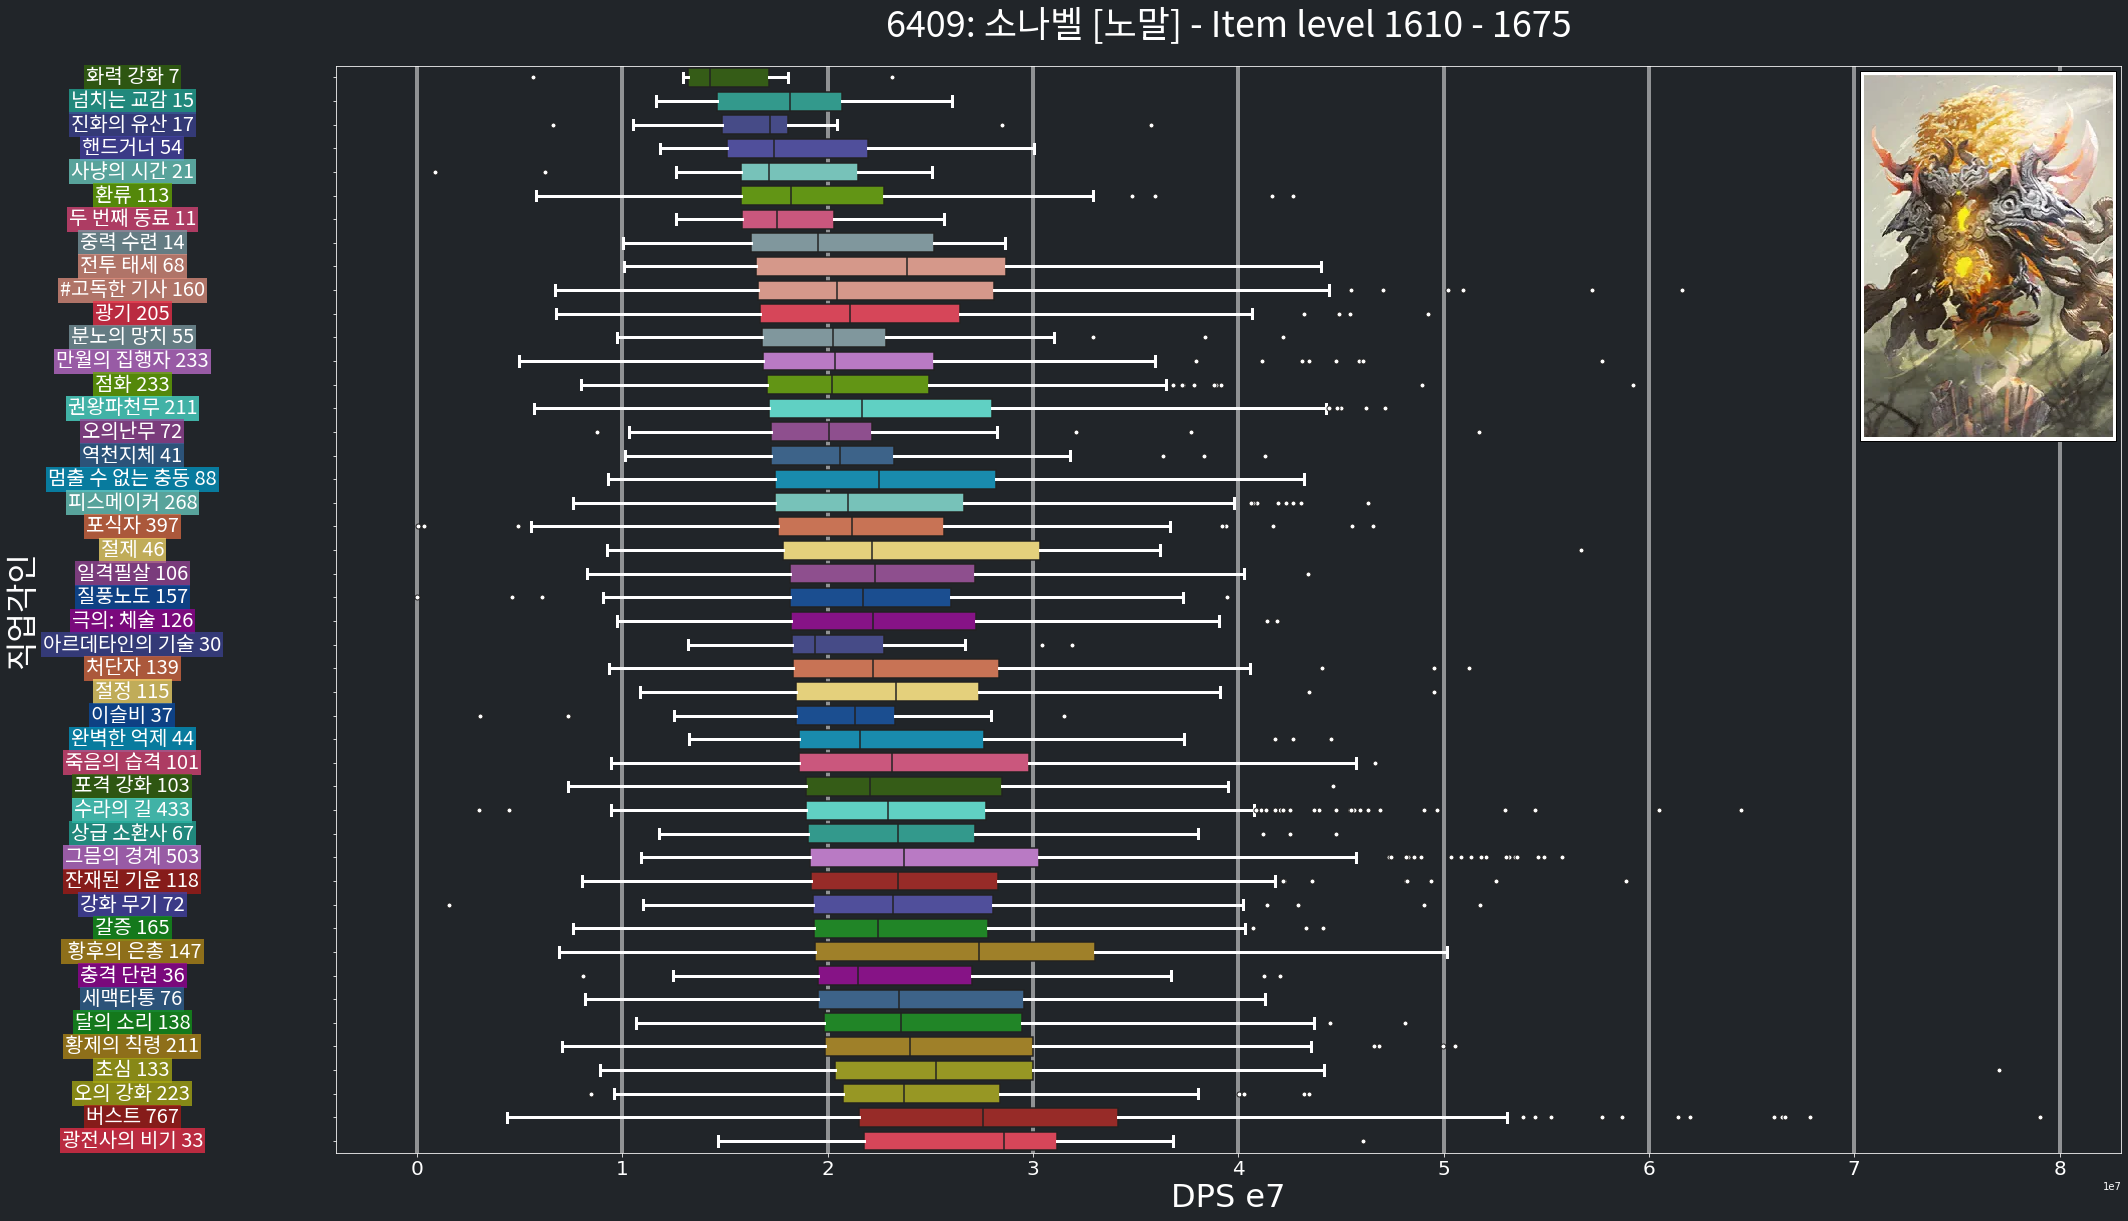 6409: 소나벨 [노말] - Item level 1610 - 1675
화력 강화 7
넘치는 교감 15
진화의 유산 17
핸드거너 54
사냥의 시간 21
환류 113
두 번째 동료 11
중력 수련 14
전투 태세 68
#고독한 기사 160
광기 205
분노의 망치 55
만월의 집행자 233
점화 233
권왕파천무 211
오의난무 72
역천지체 41
멈출 수 없는 충동 88
피스메이커 268
포식자 397
절제 46
일격필살 106
질풍노도 157
극의: 체술 126
아르데타인의 기술 30
처단자 139
절정 115
이슬비 37
완벽한 억제 44
죽음의 습격 101
포격 강화 103
수라의 길 433
상급 소환사 67
그믐의 경계 503
잔재된 기운 118
강화 무기 72
갈증 165
황후의 은총 147
충격 단련 36
세맥타통 76
달의 소리 138
황제의 칙령 211
초심 133
오의 강화 223
버스트 767
광전사의 비기 33
직업각인
0 1 2 3 4 5 6 7 8
1e7
DPS e7